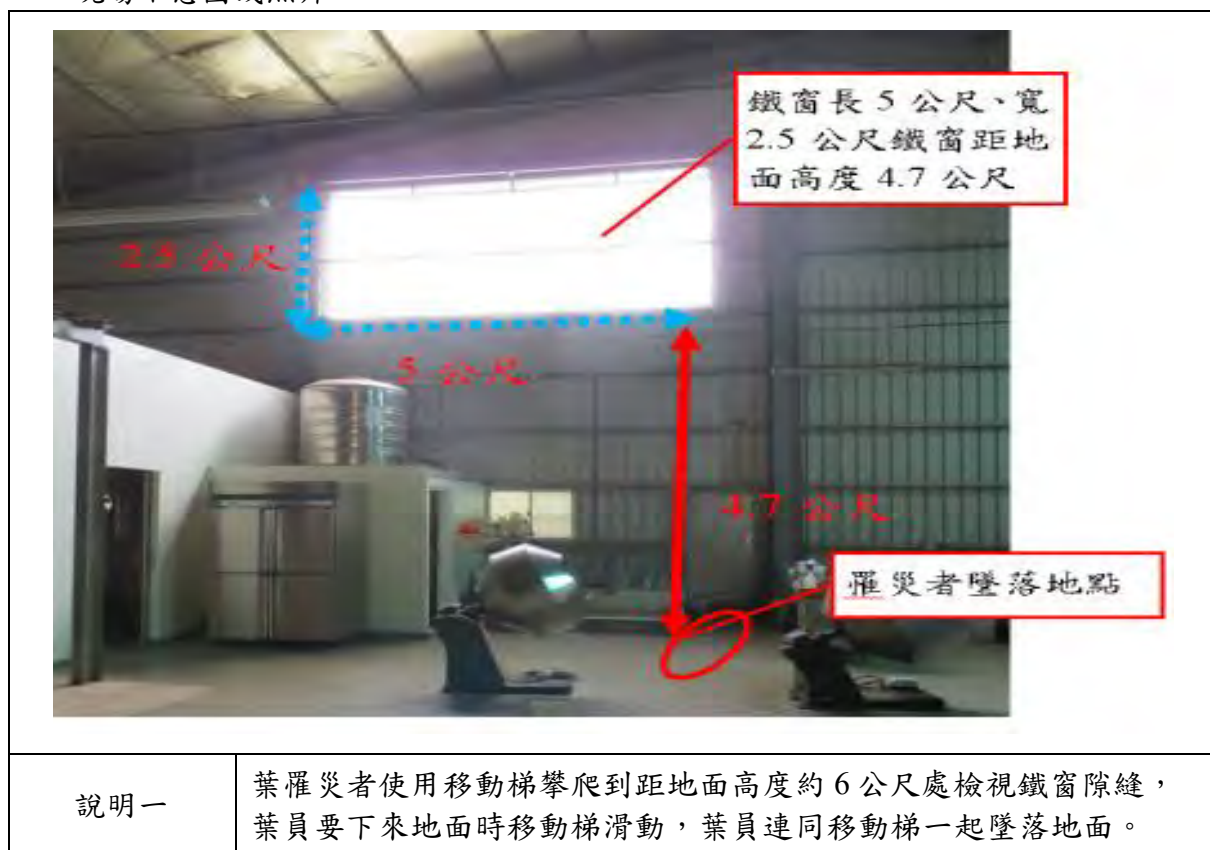 鐵窗長 5 公尺、寬
2.5 公尺鐵窗距地
面高度 4.7 公尺
2.5 公尺
5 公尺
4.7 公尺
罹災者墜落地點
說明一
葉罹災者使用移動梯攀爬到距地面高度約 6 公尺處檢視鐵窗隙縫，
葉員要下來地面時移動梯滑動，葉員連同移動梯一起墜落地面。